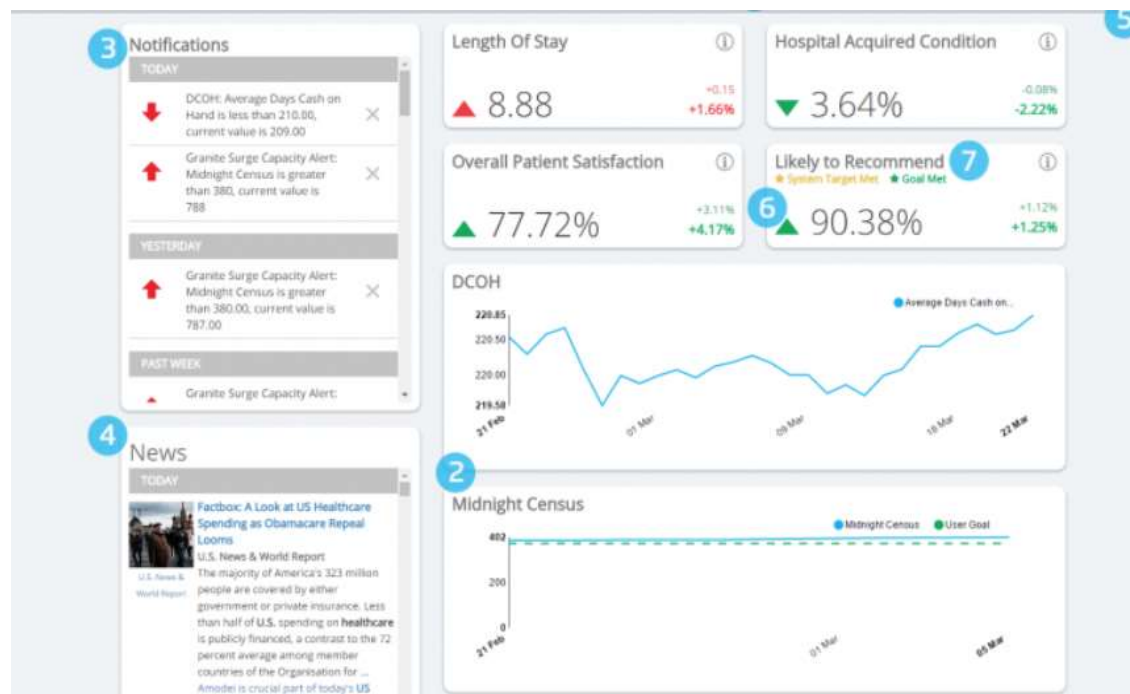 5
3
Notifications
TODAY
DCOH: Average Days Cash on
Hand is less than 210.00,
current value is 209.00
Granite Surge Capacity Alert:
Midnight Census is greater
than 380, current value is
788
YESTERDAY
Granite Surge Capacity Alert:
Midnight Census is greater
than 380.00, current value is
787.00
PAST WEEK
Granite Surge Capacity Alert:
4
News
TODAY
Factbox: A Look at US Healthcare
Spending as Obamacare Repeal
Looms
U.S. News & World Report
U.S. News &
World Report
The majority of America's 323 million
people are covered by either
government or private insurance. Less
than half of U.S. spending on healthcare
is publicly financed, a contrast to the 72
percent average among member
countries of the Organisation for ...
Amodei is crucial part of today's US
Length Of Stay
8.88
+0.15
+1.66%
Hospital Acquired Condition
3.64%
-0.08%
-2.22%
Overall Patient Satisfaction
77.72%
+3.11%
+4.17%
Likely to Recommend 7
System Target Met Goal Met
6
90.38%
+1.12%
+1.25%
DCOH
Average Days Cash on...
220.85
220.50
220.00
219.58
21 Feb 01 Mar 09 Mar 18 Mar 22 Mar
2
Midnight Census
Midnight Census User Goal
402
200
0
21 Feb 01 Mar 05 Mar